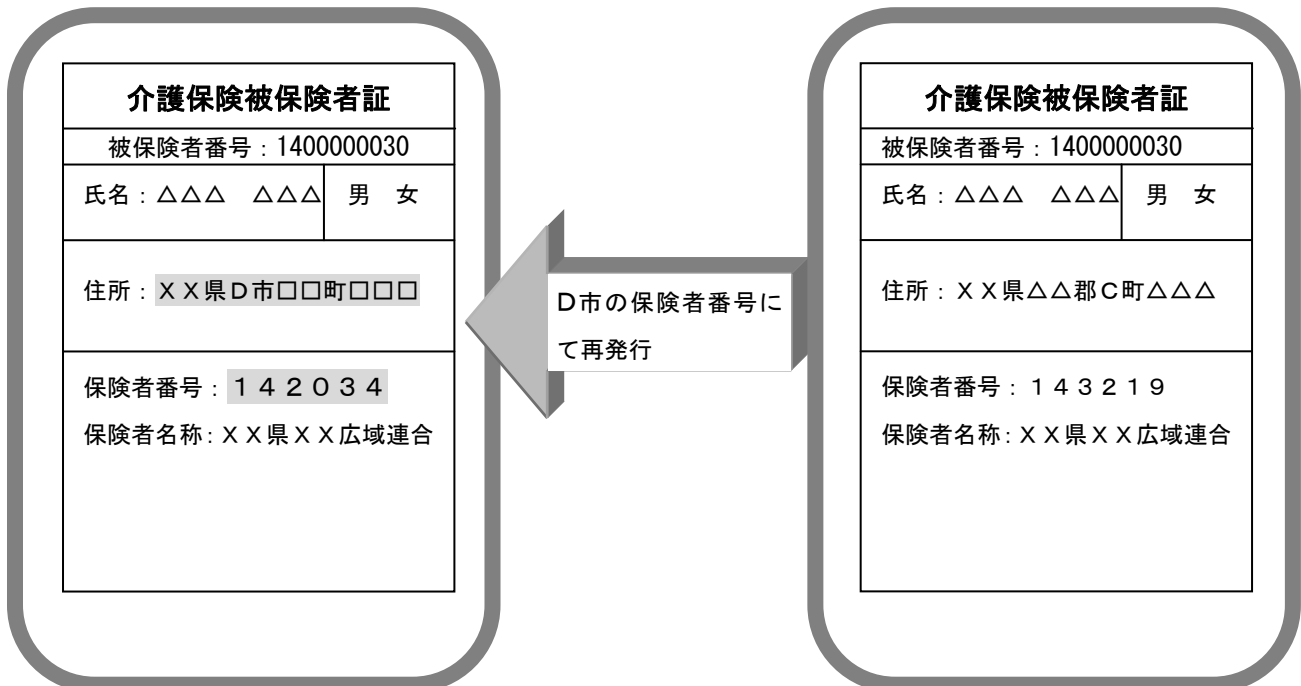 介護保険被保険者証
被保険者番号：1400000030
氏名：△△△　△△△
男　女
住所：ＸＸ県Ｄ市□□町□□□
保険者番号：１４２０３４
保険者名称：ＸＸ県ＸＸ広域連合
Ｄ市の保険者番号に
て再発行
介護保険被保険者証
被保険者番号：1400000030
氏名：△△△　△△△
男　女
住所：ＸＸ県△△郡Ｃ町△△△
保険者番号：１４３２１９
保険者名称：ＸＸ県ＸＸ広域連合